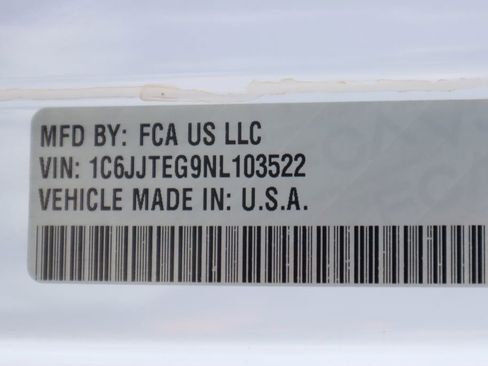 MFD BY: FCA US LLC
VIN: 1C6JJTEG9NL103522
VEHICLE MADE IN: U.S.A.